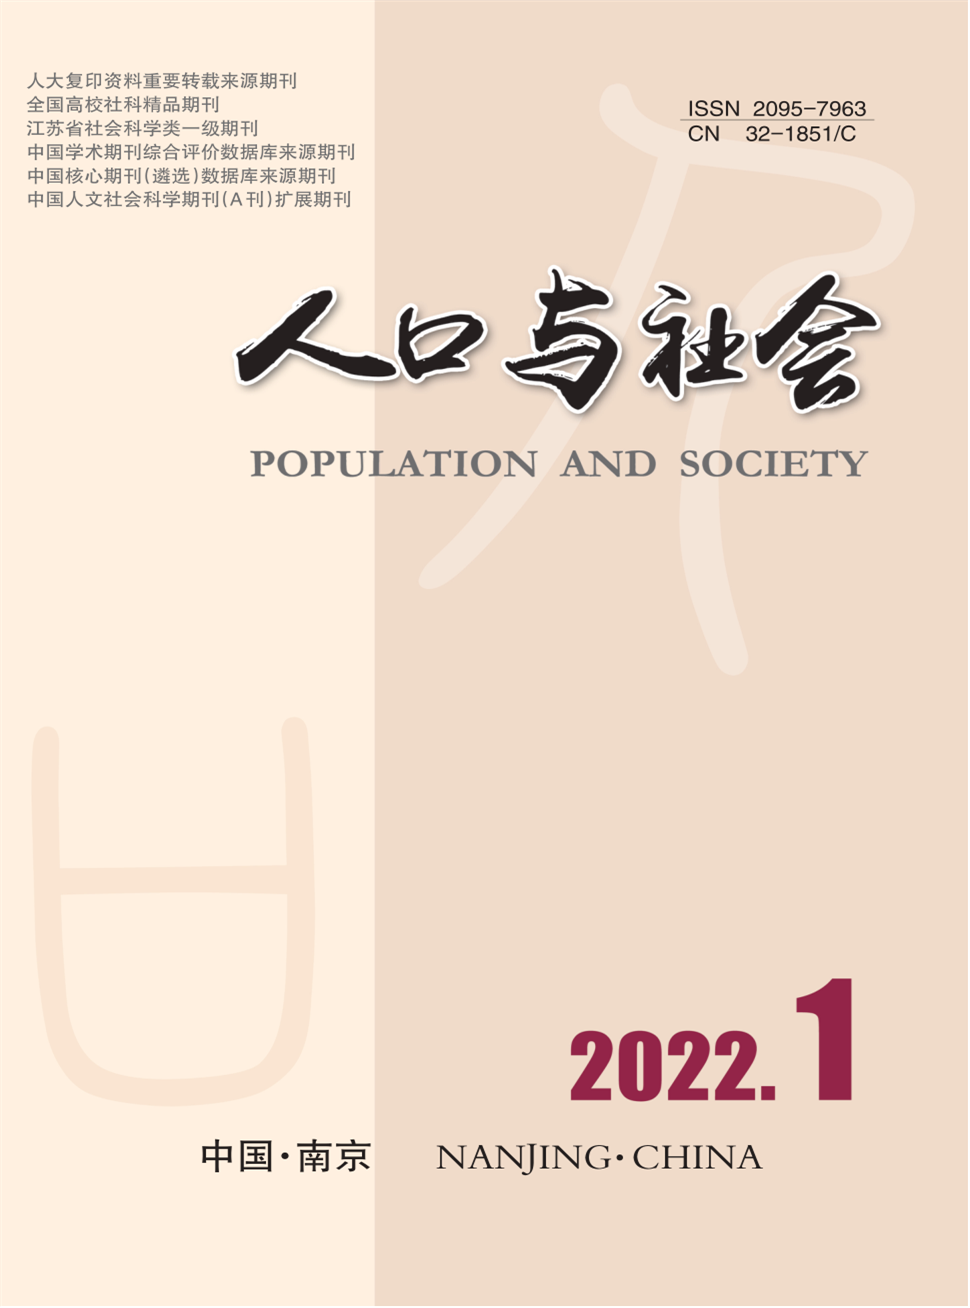 人大复印资料重要转载来源期刊
全国高校社科精品期刊
江苏省社会科学类一级期刊
中国学术期刊综合评价数据库来源期刊
中国核心期刊(遴选)数据库来源期刊
中国人文社会科学期刊(A刊)扩展期刊
ISSN 2095-7963
CN 32-1851/C
人口与社会
POPULATION AND SOCIETY
2022.1
中国·南京 NANJING·CHINA